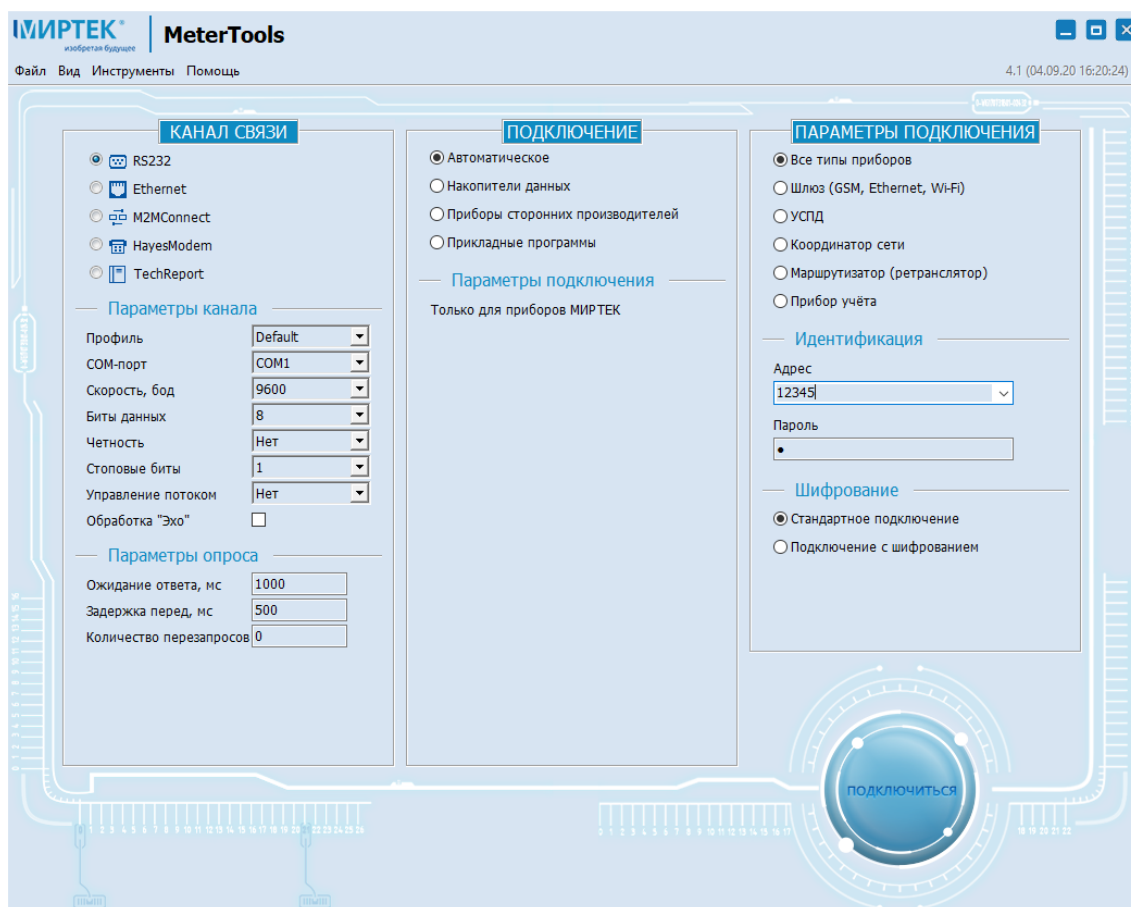 МИРТЕК
изобретая будущее
MeterTools
Файл Вид Инструменты Помощь
4.1 (04.09.20 16:20:24)
КАНАЛ СВЯЗИ
RS232
Ethernet
M2MConnect
HayesModem
TechReport
Параметры канала
Профиль Default
COM-порт COM1
Скорость, бод 9600
Биты данных 8
Четность Нет
Стоповые биты 1
Управление потоком Нет
Обработка "Эхо"
Параметры опроса
Ожидание ответа, мс 1000
Задержка перед, мс 500
Количество перезапросов 0
ПОДКЛЮЧЕНИЕ
Автоматическое
Накопители данных
Приборы сторонних производителей
Прикладные программы
Параметры подключения
Только для приборов МИРТЕК
ПАРАМЕТРЫ ПОДКЛЮЧЕНИЯ
Все типы приборов
Шлюз (GSM, Ethernet, Wi-Fi)
УСПД
Координатор сети
Маршрутизатор (ретранслятор)
Прибор учёта
Идентификация
Адрес
12345
Пароль
•
Шифрование
Стандартное подключение
Подключение с шифрованием
ПОДКЛЮЧИТЬСЯ